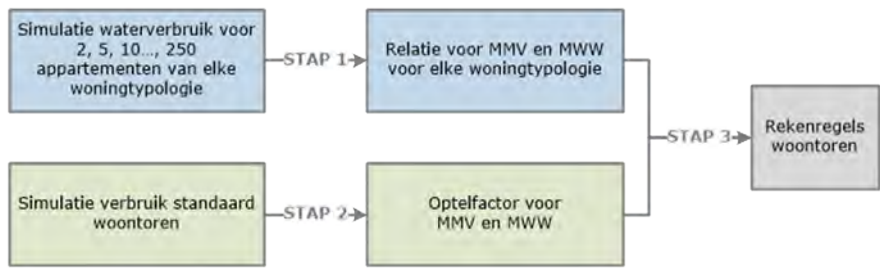 Simulatie waterverbruik voor
2, 5, 10..., 250
appartementen van elke
woningtypologie
STAP 1
Relatie voor MMV en MWW
voor elke woningtypologie
Simulatie verbruik standaard
woontoren
STAP 2
Optelfactor voor
MMV en MWW
STAP 3
Rekenregels
woontoren